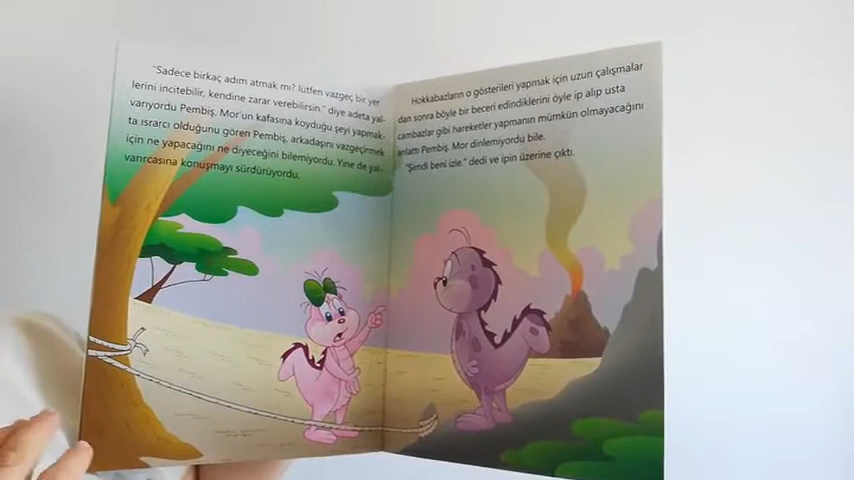 "Sadece birkaç adım atmak mı? lütfen vazgeç bir yer
lerini incitebilir, kendine zarar verebilirsin." diye adeta yal-
varıyordu Pembiş. Mor'un kafasına koyduğu şeyi yapmak-
ta ısrarcı olduğunu gören Pembiş, arkadaşını vazgeçirmek
için ne yapacağını ne diyeceğini bilemiyordu. Yine de yal-
varırcasına konuşmayı sürdürüyordu.
Hokkabazların o gösterileri yapmak için uzun çalışmalar
dan sonra böyle bir beceri edindiklerini öyle ip alıp usta
cambazlar gibi hareketler yapmanın mümkün olmayacağını
anlattı Pembiş. Mor dinlemiyordu bile.
"Şimdi beni izle." dedi ve ipin üzerine çıktı.